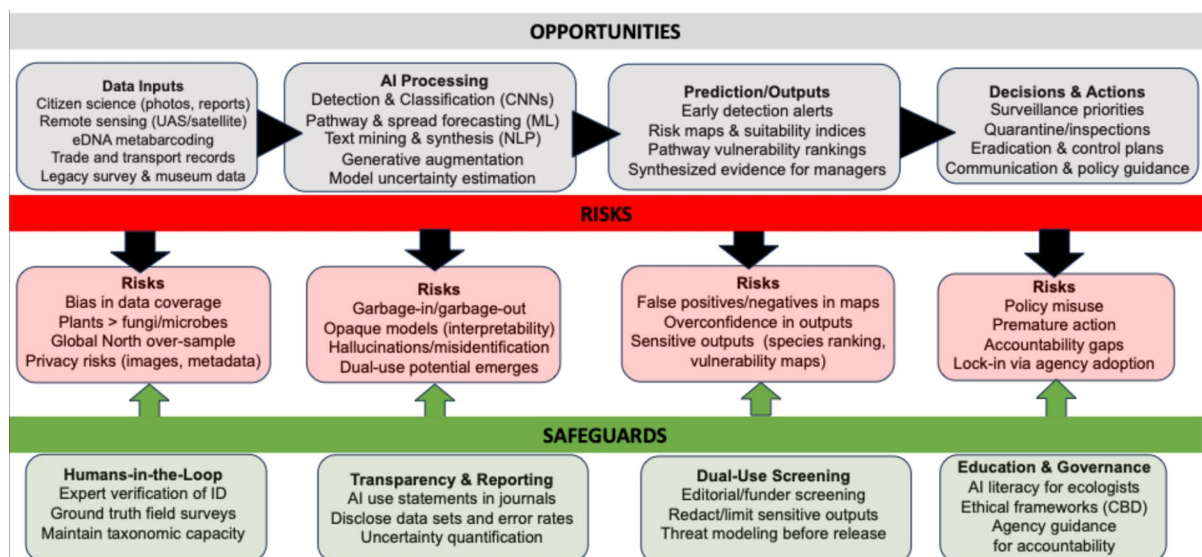 OPPORTUNITIES
Data Inputs
Citizen science (photos, reports)
Remote sensing (UAS/satellite)
eDNA metabarcoding
Trade and transport records
Legacy survey & museum data
AI Processing
Detection & Classification (CNNs)
Pathway & spread forecasting (ML)
Text mining & synthesis (NLP)
Generative augmentation
Model uncertainty estimation
Prediction/Outputs
Early detection alerts
Risk maps & suitability indices
Pathway vulnerability rankings
Synthesized evidence for managers
Decisions & Actions
Surveillance priorities
Quarantine/inspections
Eradication & control plans
Communication & policy guidance
RISKS
Risks
Bias in data coverage
Plants > fungi/microbes
Global North over-sample
Privacy risks (images, metadata)
Risks
Garbage-in/garbage-out
Opaque models (interpretability)
Hallucinations/misidentification
Dual-use potential emerges
Risks
False positives/negatives in maps
Overconfidence in outputs
Sensitive outputs (species ranking,
vulnerability maps)
Risks
Policy misuse
Premature action
Accountability gaps
Lock-in via agency adoption
SAFEGUARDS
Humans-in-the-Loop
Expert verification of ID
Ground truth field surveys
Maintain taxonomic capacity
Transparency & Reporting
AI use statements in journals
Disclose data sets and error rates
Uncertainty quantification
Dual-Use Screening
Editorial/funder screening
Redact/limit sensitive outputs
Threat modeling before release
Education & Governance
AI literacy for ecologists
Ethical frameworks (CBD)
Agency guidance
for accountability